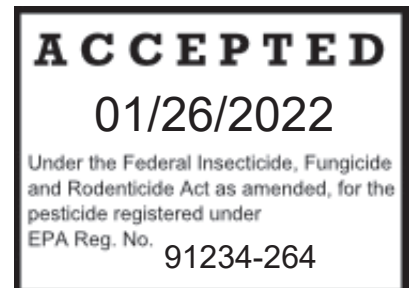 ACCEPTED
01/26/2022
Under the Federal Insecticide, Fungicide
and Rodenticide Act as amended, for the
pesticide registered under
EPA Reg. No. 91234-264